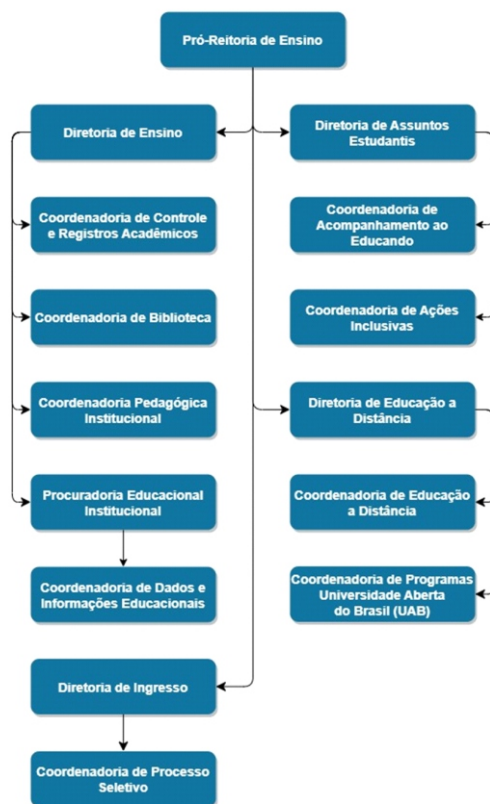 Pró-Reitoria de Ensino
Diretoria de Ensino
Diretoria de Assuntos
Estudantis
Coordenadoria de Controle
e Registros Acadêmicos
Coordenadoria de
Acompanhamento ao
Educando
Coordenadoria de Biblioteca
Coordenadoria de Ações
Inclusivas
Coordenadoria Pedagógica
Institucional
Diretoria de Educação a
Distância
Procuradoria Educacional
Institucional
Coordenadoria de Educação
a Distância
Coordenadoria de Dados e
Informações Educacionais
Coordenadoria de Programas
Universidade Aberta
do Brasil (UAB)
Diretoria de Ingresso
Coordenadoria de Processo
Seletivo